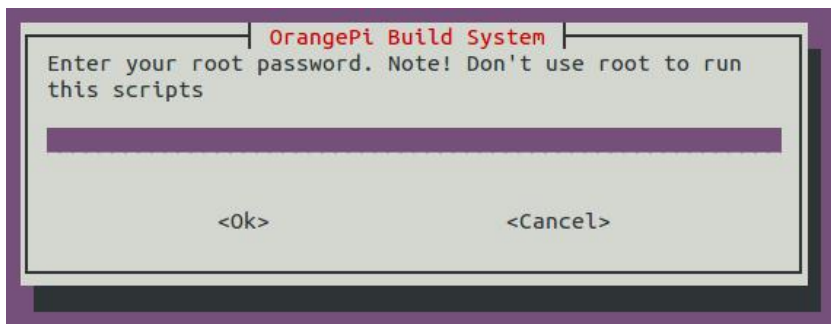 OrangePi Build System
Enter your root password. Note! Don't use root to run
this scripts
<Ok> <Cancel>